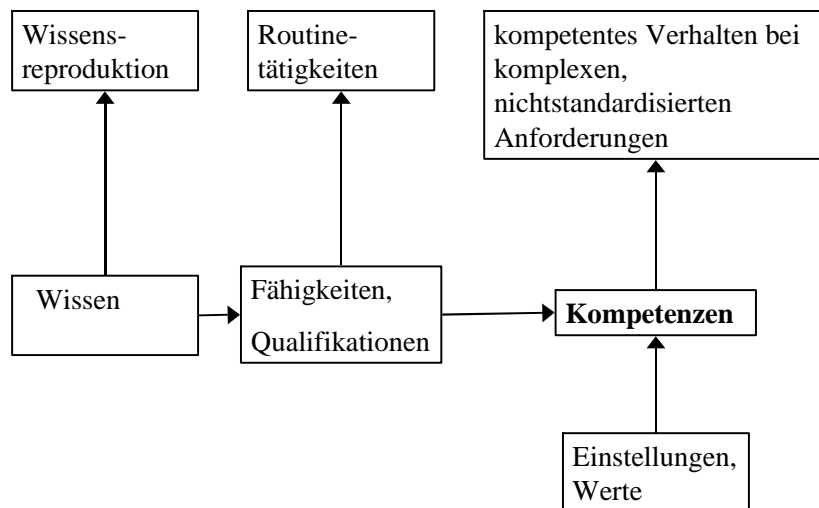 Wissens-
reproduktion
Routine-
tätigkeiten
kompetentes Verhalten bei
komplexen,
nichtstandardisierten
Anforderungen
Wissen
Fähigkeiten,
Qualifikationen
Kompetenzen
Einstellungen,
Werte